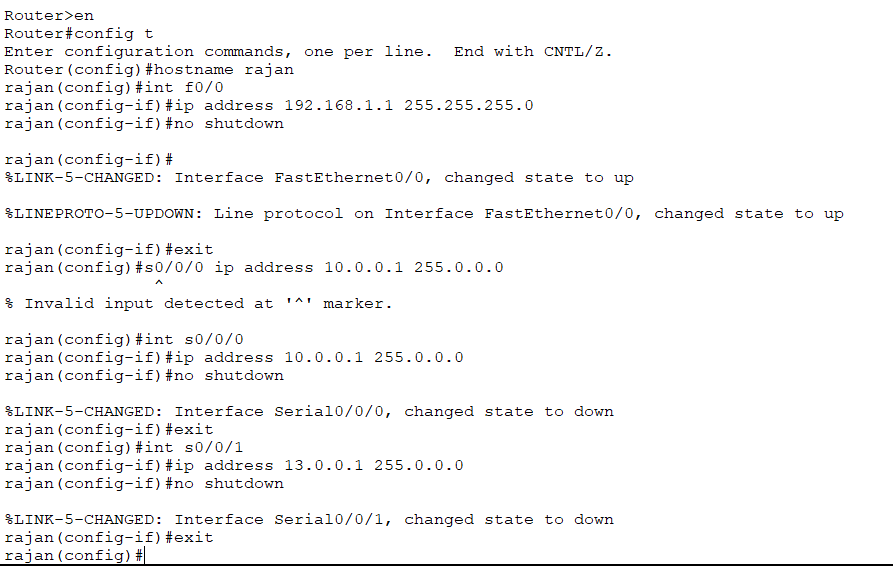 Router>en
Router#config t
Enter configuration commands, one per line.  End with CNTL/Z.
Router(config)#hostname rajan
rajan(config)#int f0/0
rajan(config-if)#ip address 192.168.1.1 255.255.255.0
rajan(config-if)#no shutdown
rajan(config-if)#
%LINK-5-CHANGED: Interface FastEthernet0/0, changed state to up
%LINEPROTO-5-UPDOWN: Line protocol on Interface FastEthernet0/0, changed state to up
rajan(config-if)#exit
rajan(config)#s0/0/0 ip address 10.0.0.1 255.0.0.0
^
% Invalid input detected at '^' marker.
rajan(config)#int s0/0/0
rajan(config-if)#ip address 10.0.0.1 255.0.0.0
rajan(config-if)#no shutdown
%LINK-5-CHANGED: Interface Serial0/0/0, changed state to down
rajan(config-if)#exit
rajan(config)#int s0/0/1
rajan(config-if)#ip address 13.0.0.1 255.0.0.0
rajan(config-if)#no shutdown
%LINK-5-CHANGED: Interface Serial0/0/1, changed state to down
rajan(config-if)#exit
rajan(config)#